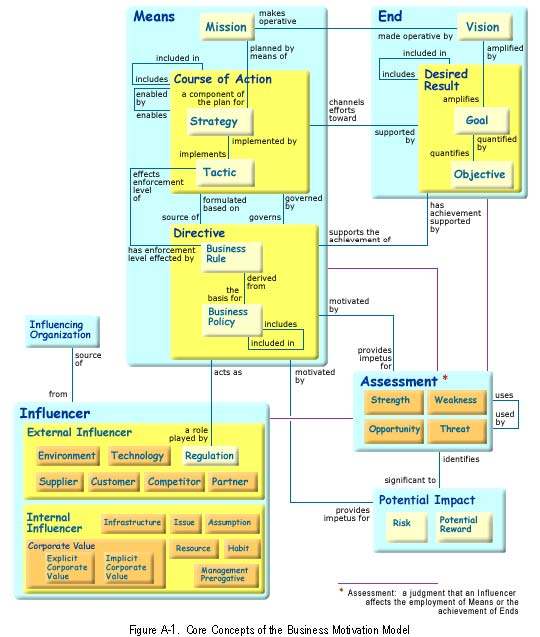 Means
makes
operative
End
Mission
made operative by
Vision
planned by
means of
amplified
by
included in
included in
includes
Course of Action
includes
Desired
Result
enabled
by
a component of
the plan for
channels
efforts
toward
amplifies
enables
Strategy
supported
by
Goal
implemented by
quantified
by
implements
quantifies
effects
enforcement
level
of
Tactic
Objective
formulated
based on
governed
by
has
achievement
supported
by
source of
governs
Directive
supports the
achievement of
has enforcement
level effected by
Business
Rule
derived
from
the
basis for
motivated
by
Business
Policy
includes
included in
Influencing
Organization
source
of
acts as
motivated
by
provides
impetus
for
Assessment *
from
Strength
Weakness
uses
Influencer
used
by
External Influencer
a role
played by
Opportunity
Threat
Environment
Technology
Regulation
identifies
Supplier
Customer
Competitor
Partner
significant to
Potential Impact
provides
impetus for
Internal
Influencer
Infrastructure
Issue
Assumption
Risk
Potential
Reward
Corporate Value
Resource
Habit
Explicit
Corporate
Value
Implicit
Corporate
Value
Management
Prerogative
* Assessment: a judgment that an Influencer
affects the employment of Means or the
achievement of Ends
Figure A-1. Core Concepts of the Business Motivation Model